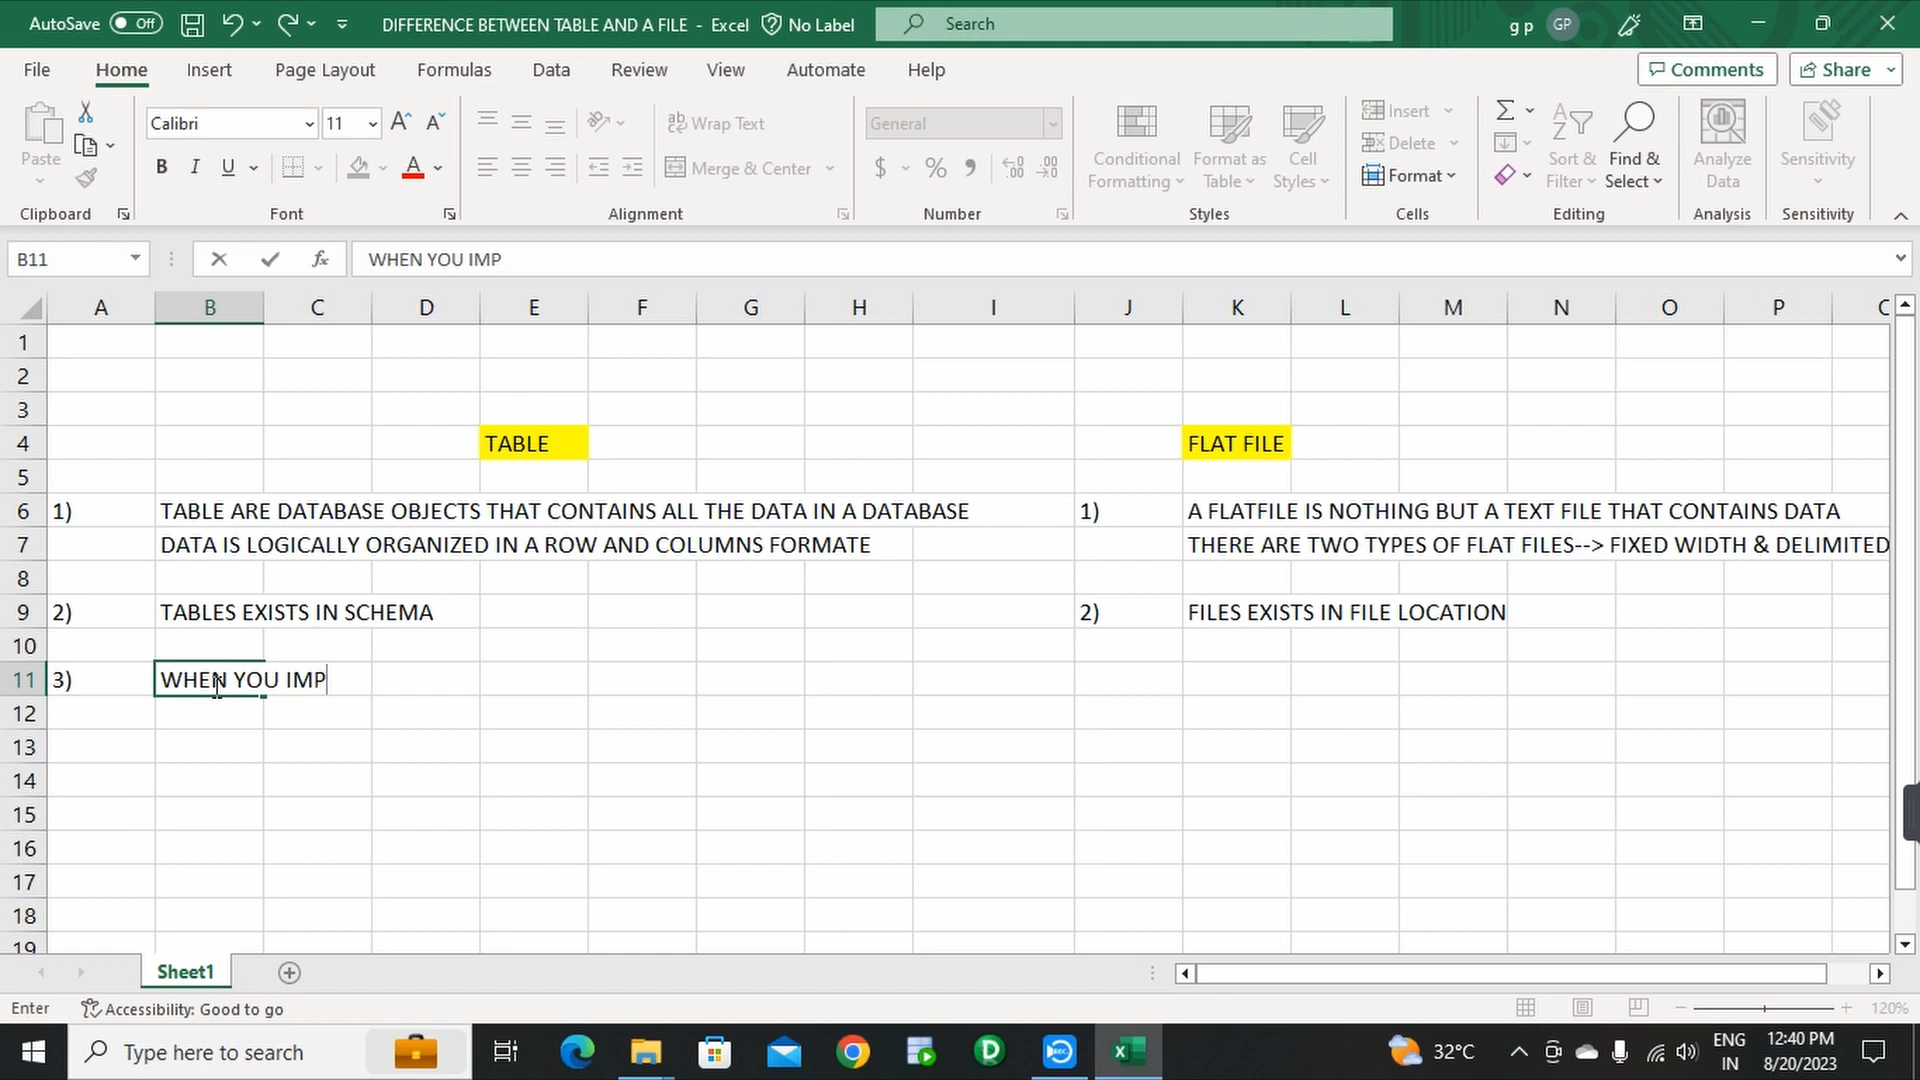 AutoSave Off DIFFERENCE BETWEEN TABLE AND A FILE - Excel No Label Search g p GP
File Home Insert Page Layout Formulas Data Review View Automate Help Comments Share
Paste
Calibri 11
B I U A
ab Wrap Text
Merge & Center
General
$ % 9
Conditional Formatting
Format as Table
Cell Styles
Insert
Delete
Format
Sort & Filter
Find & Select
Analyze Data
Sensitivity
Clipboard Font Alignment Number Styles Cells Editing Analysis Sensitivity
B11 fx WHEN YOU IMP
A B C D E F G H I J K L M N O P
1
2
3
4 TABLE FLAT FILE
5
6 1) TABLE ARE DATABASE OBJECTS THAT CONTAINS ALL THE DATA IN A DATABASE 1) A FLATFILE IS NOTHING BUT A TEXT FILE THAT CONTAINS DATA
7 DATA IS LOGICALLY ORGANIZED IN A ROW AND COLUMNS FORMATE THERE ARE TWO TYPES OF FLAT FILES--> FIXED WIDTH & DELIMITED
8
9 2) TABLES EXISTS IN SCHEMA 2) FILES EXISTS IN FILE LOCATION
10
11 3) WHEN YOU IMP
12
13
14
15
16
17
18
19
Sheet1
Enter Accessibility: Good to go 120%
Type here to search 32°C ENG IN 12:40 PM 8/20/2023